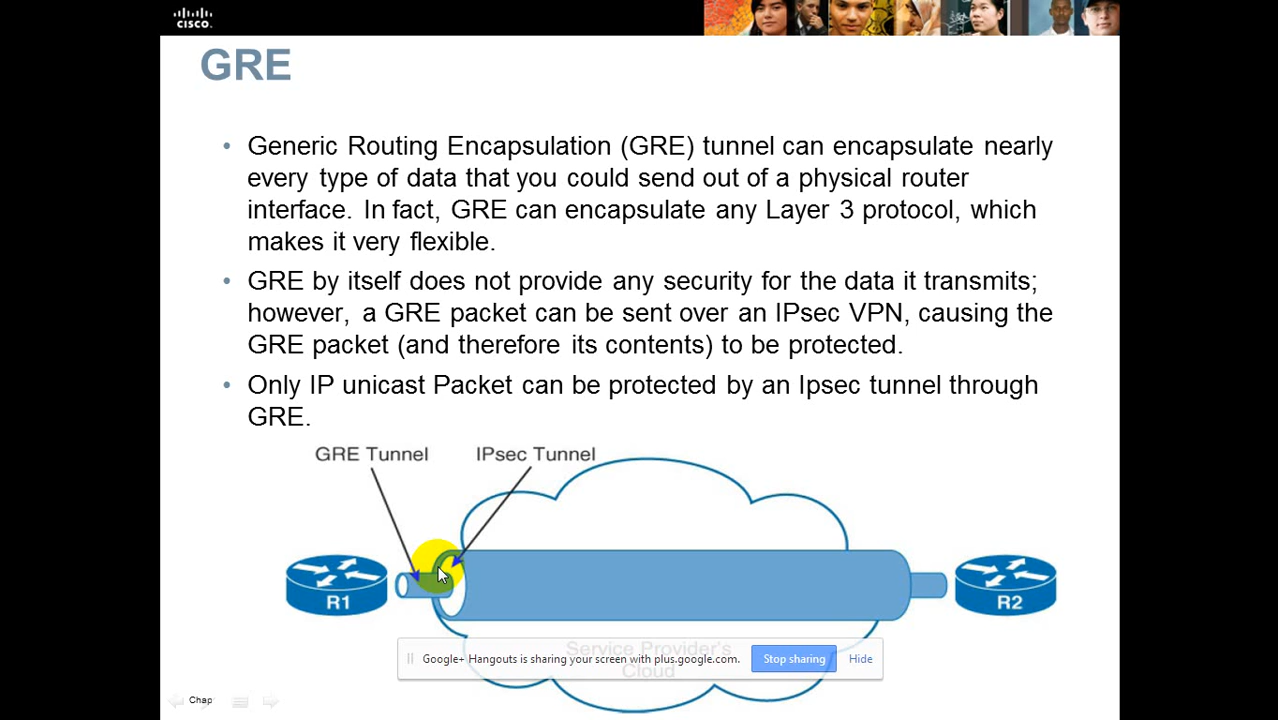 CISCO.
GRE
• Generic Routing Encapsulation (GRE) tunnel can encapsulate nearly
every type of data that you could send out of a physical router
interface. In fact, GRE can encapsulate any Layer 3 protocol, which
makes it very flexible.
• GRE by itself does not provide any security for the data it transmits;
however, a GRE packet can be sent over an IPsec VPN, causing the
GRE packet (and therefore its contents) to be protected.
• Only IP unicast Packet can be protected by an Ipsec tunnel through
GRE.
GRE Tunnel
IPsec Tunnel
R1
R2
Service Provider's
Cloud
Google+ Hangouts is sharing your screen with plus.google.com.
Stop sharing
Hide
Chap